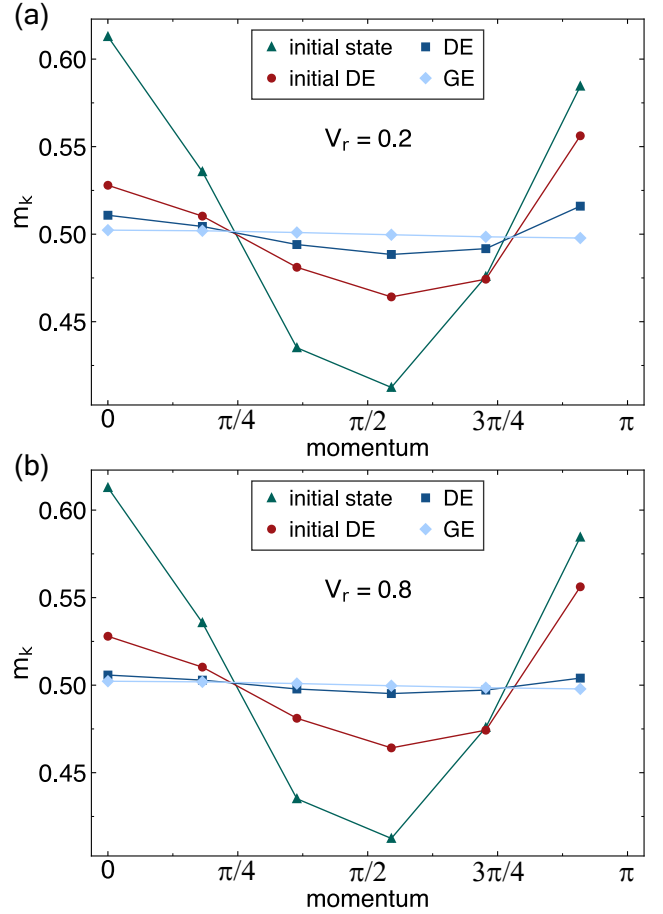 (a)
0.60
0.55
0.50
0.45
m_k
initial state
DE
initial DE
GE
V_r = 0.2
0 π/4 π/2 3π/4 π
momentum
(b)
0.60
0.55
0.50
0.45
m_k
initial state
DE
initial DE
GE
V_r = 0.8
0 π/4 π/2 3π/4 π
momentum